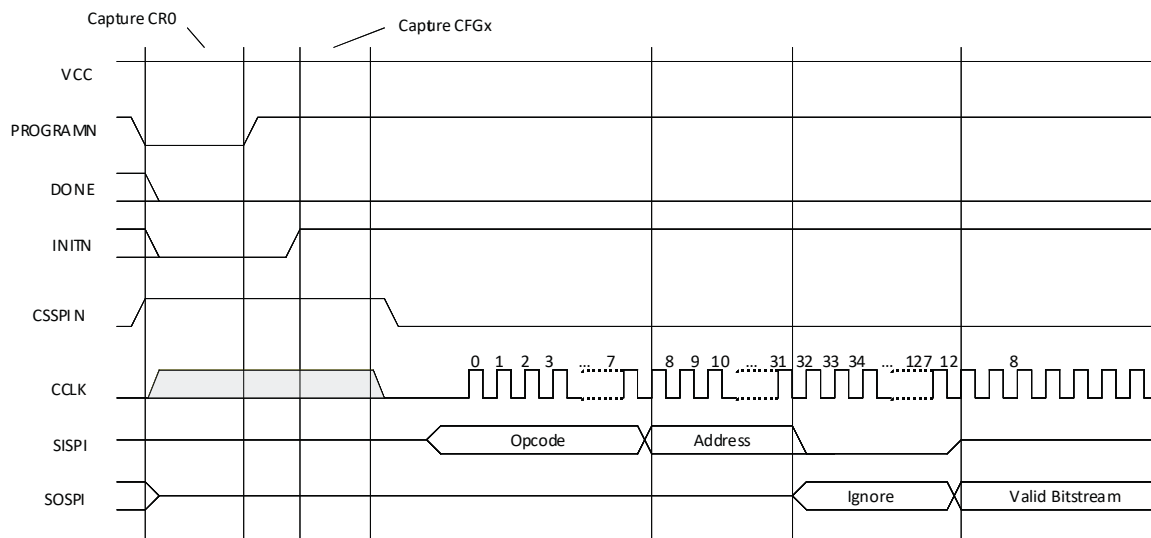 Capture CR0
Capture CFGx
VCC
PROGRAMN
DONE
INITN
CSSPIN
CCLK
0 1 2 3 ... 7 8 9 10 ... 31 32 33 34 ... 127 12 8
SISPI
Opcode
Address
SOSPI
Ignore
Valid Bitstream